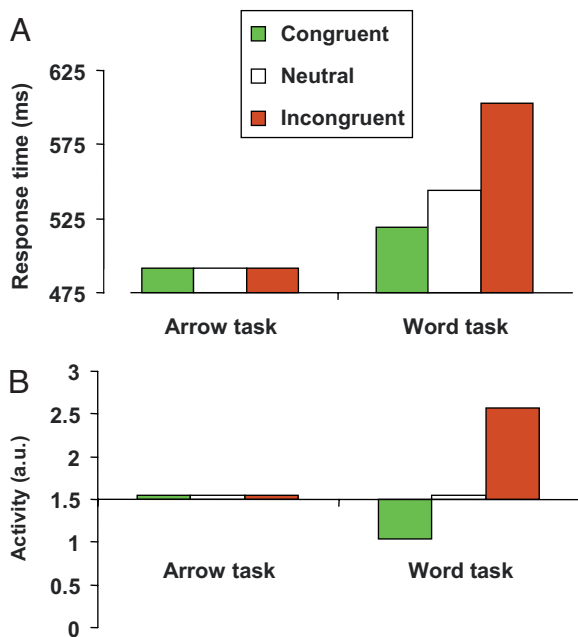 A
Congruent
Neutral
Incongruent
Response time (ms)
625
575
525
475
Arrow task
Word task
B
Activity (a.u.)
3
2.5
2
1.5
1
0.5
0
Arrow task
Word task